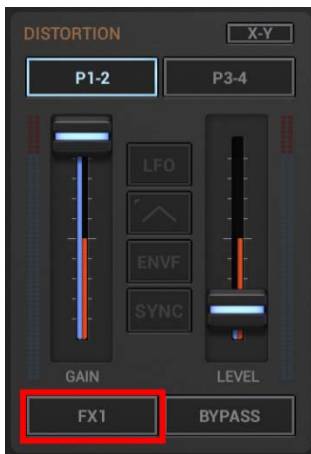 DISTORTION X-Y
P1-2 P3-4
LFO
ENVF
SYNC
GAIN LEVEL
FX1 BYPASS